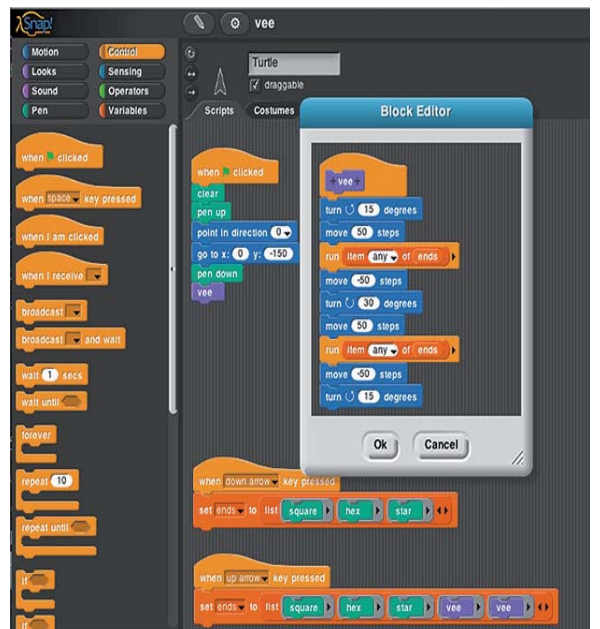 Snap!
vee
Motion Control
Looks Sensing
Sound Operators
Pen Variables
Turtle
draggable
Scripts Costumes
when clicked
when space key pressed
when I am clicked
when I receive
broadcast
broadcast and wait
wait 1 secs
wait until
forever
repeat 10
repeat until
if
if
when clicked
clear
pen up
point in direction 0
go to x: 0 y: -150
pen down
vee
when down arrow key pressed
set ends to list square hex star
when up arrow key pressed
set ends to list square hex star vee vee
Block Editor
+ vee +
turn 15 degrees
move 50 steps
run item any of ends
move -50 steps
turn 30 degrees
move 50 steps
run item any of ends
move -50 steps
turn 15 degrees
Ok Cancel